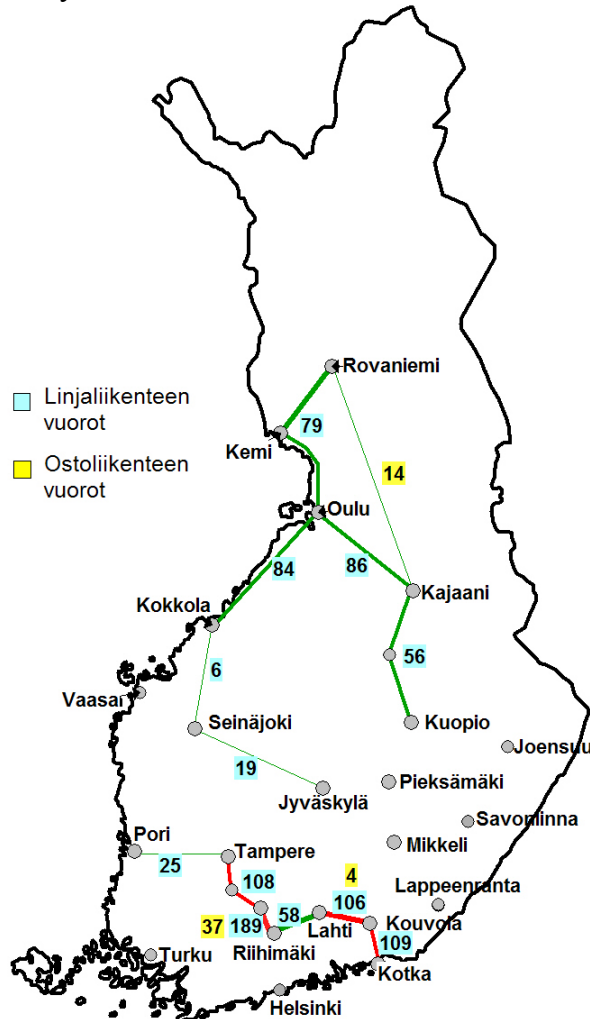 Rovaniemi
Linjaliikenteen
vuorot
79
Kemi
Ostoliikenteen
vuorot
14
Oulu
84
86
Kajaani
Kokkola
6
56
Vaasa
Seinäjoki
Kuopio
Joensuu
19
Jyväskylä
Pieksämäki
Savonlinna
Pori
Tampere
Mikkeli
25
108
4
Lappeenranta
37
189
58
106
Lahti
Kouvola
Riihimäki
109
Turku
Kotka
Helsinki